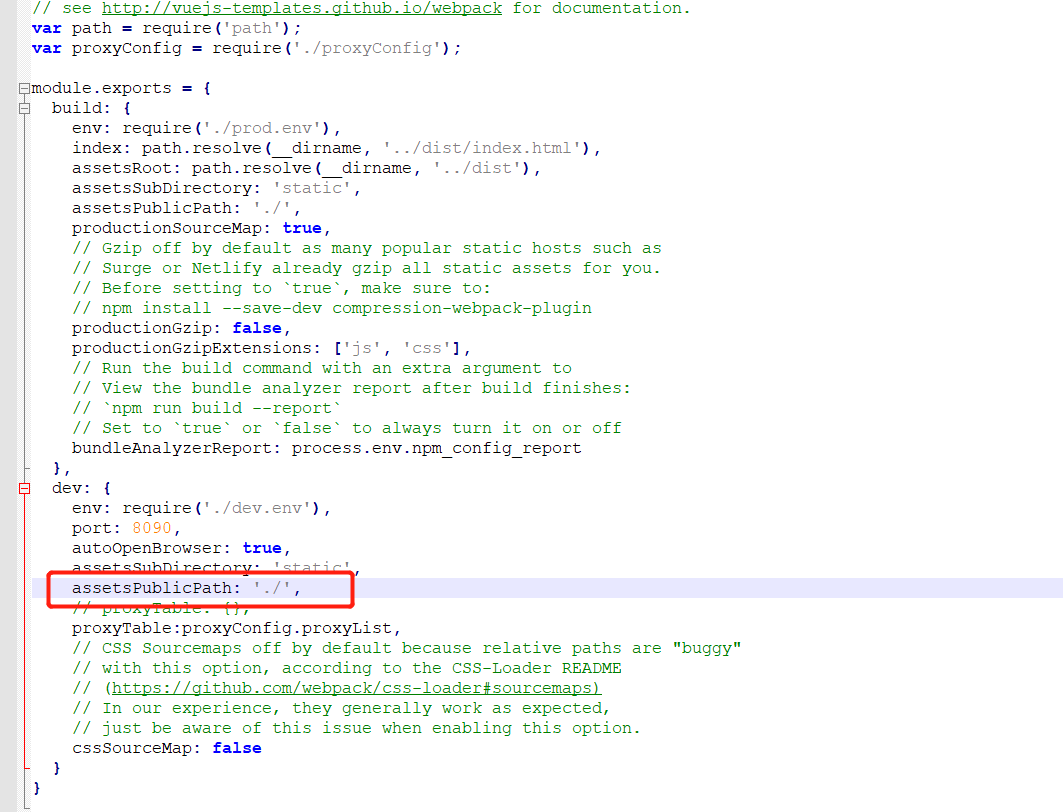 // see http://vuejs-templates.github.io/webpack for documentation.
var path = require('path');
var proxyConfig = require('./proxyConfig');
module.exports = {
  build: {
    env: require('./prod.env'),
    index: path.resolve(__dirname, '../dist/index.html'),
    assetsRoot: path.resolve(__dirname, '../dist'),
    assetsSubDirectory: 'static',
    assetsPublicPath: './',
    productionSourceMap: true,
    // Gzip off by default as many popular static hosts such as
    // Surge or Netlify already gzip all static assets for you.
    // Before setting to `true`, make sure to:
    // npm install --save-dev compression-webpack-plugin
    productionGzip: false,
    productionGzipExtensions: ['js', 'css'],
    // Run the build command with an extra argument to
    // View the bundle analyzer report after build finishes:
    // `npm run build --report`
    // Set to `true` or `false` to always turn it on or off
    bundleAnalyzerReport: process.env.npm_config_report
  },
  dev: {
    env: require('./dev.env'),
    port: 8090,
    autoOpenBrowser: true,
    assetsSubDirectory: 'static',
    assetsPublicPath: './',
    // proxyTable: {},
    proxyTable:proxyConfig.proxyList,
    // CSS Sourcemaps off by default because relative paths are "buggy"
    // with this option, according to the CSS-Loader README
    // (https://github.com/webpack/css-loader#sourcemaps)
    // In our experience, they generally work as expected,
    // just be aware of this issue when enabling this option.
    cssSourceMap: false
  }
}